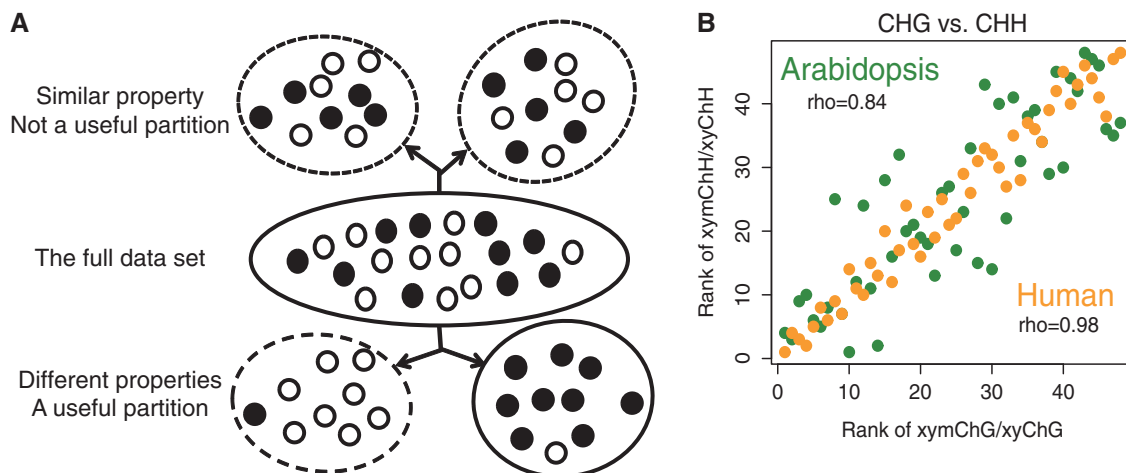 A
Similar property
Not a useful partition
The full data set
Different properties
A useful partition
B
CHG vs. CHH
Arabidopsis
rho=0.84
Human
rho=0.98
Rank of xymChH/xyChH
0 10 20 30 40
0 10 20 30 40
Rank of xymChG/xyChG